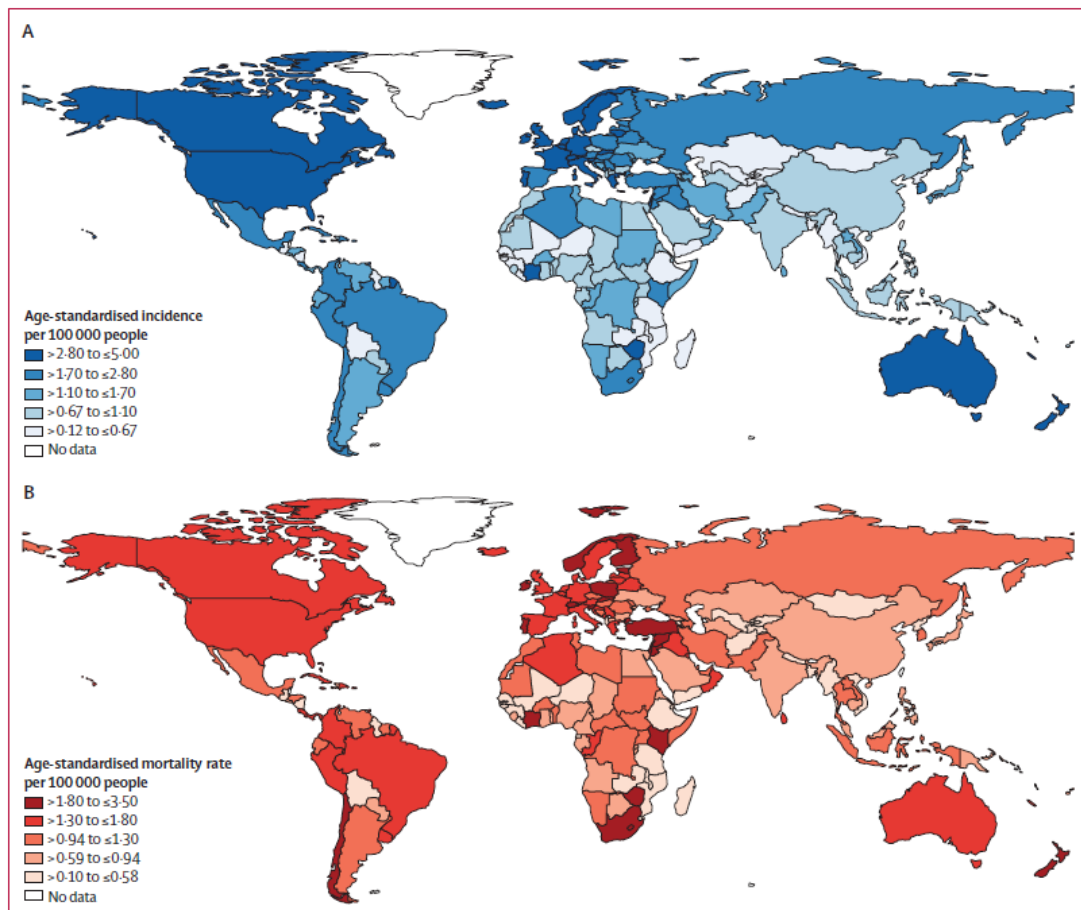 A
Age-standardised incidence
per 100 000 people
>2·80 to ≤5·00
>1·70 to ≤2·80
>1·10 to ≤1·70
>0·67 to ≤1·10
>0·12 to ≤0·67
No data
B
Age-standardised mortality rate
per 100 000 people
>1·80 to ≤3·50
>1·30 to ≤1·80
>0·94 to ≤1·30
>0·59 to ≤0·94
>0·10 to ≤0·58
No data